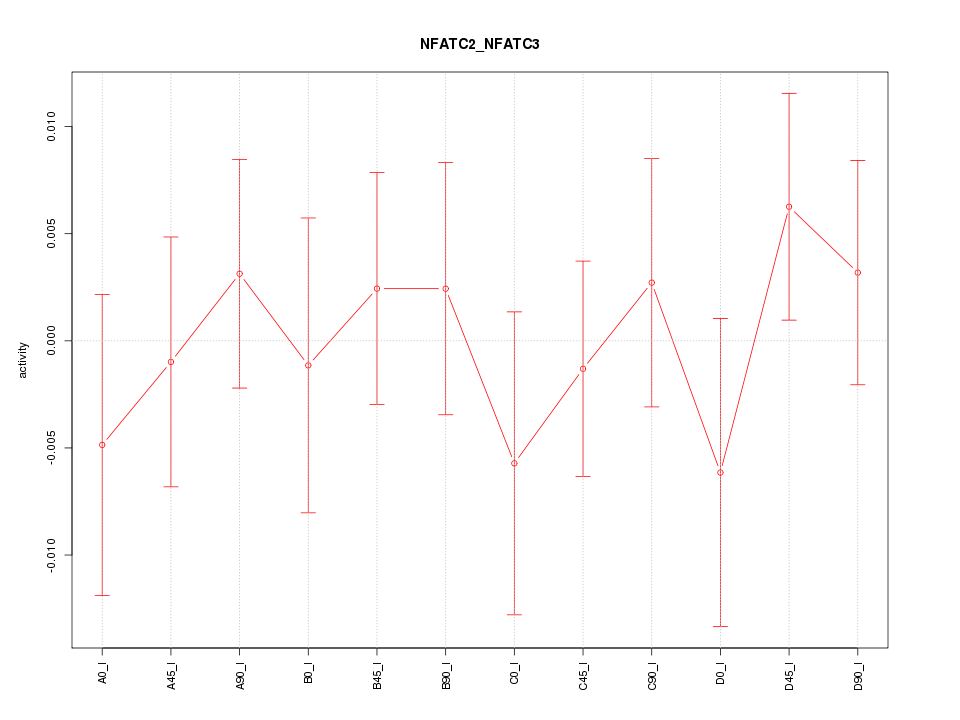 NFATC2_NFATC3
activity
0.010
0.005
0.000
-0.005
-0.010
A0_I
A45_I
A90_I
B0_I
B45_I
B90_I
C0_I
C45_I
C90_I
D0_I
D45_I
D90_I